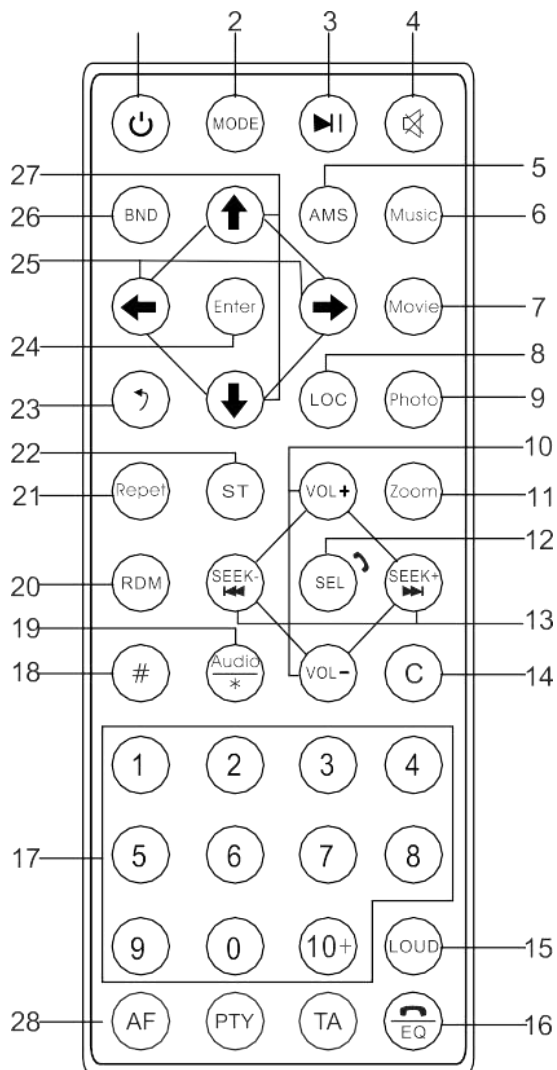 2 3 4
MODE
27 5
26 BND AMS Music 6
25
Enter Movie 7
24 8
23 LOC Photo 9
22 10
21 Repet ST VOL+ Zoom 11
12
20 RDM SEEK- SEL SEEK+
19 13
18 # Audio VOL- C 14
*
1 2 3 4
17 5 6 7 8
9 0 10+ LOUD 15
28 AF PTY TA EQ 16